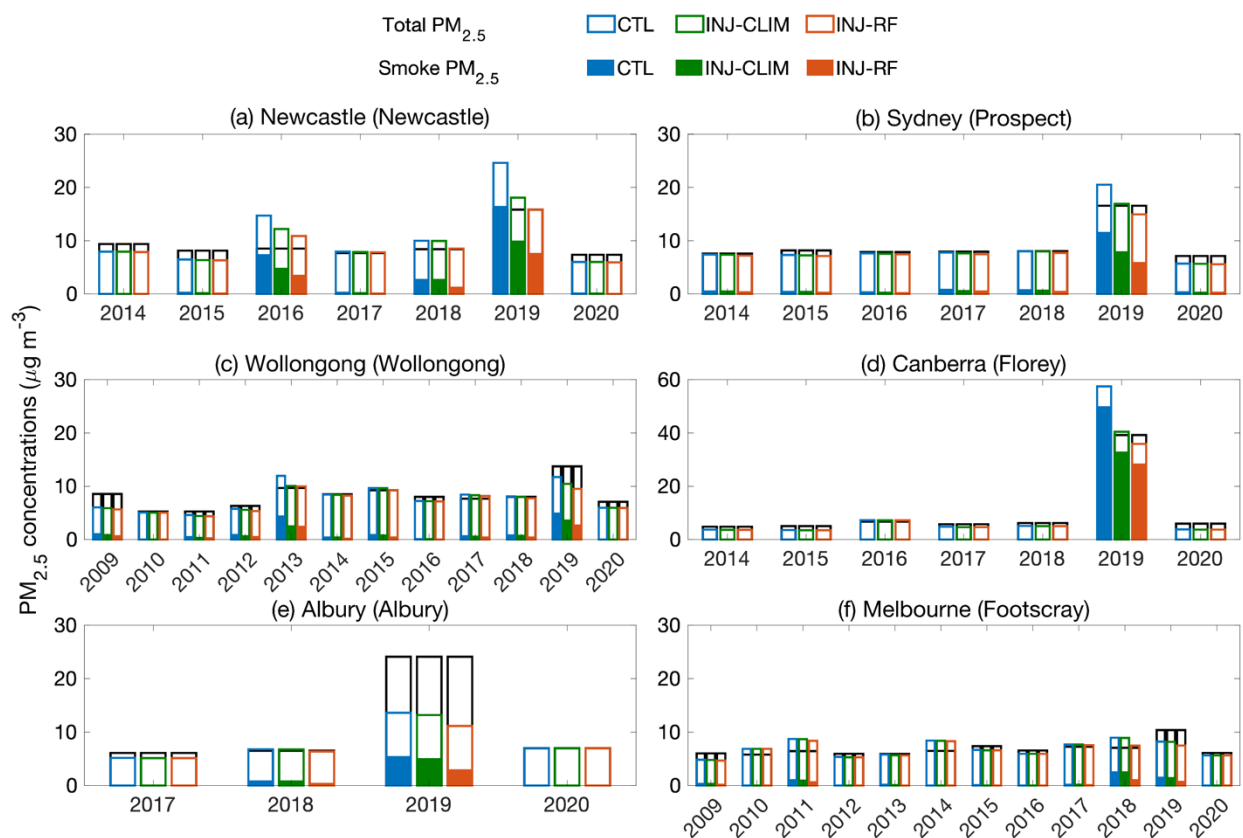 Total PM2.5 CTL INJ-CLIM INJ-RF
Smoke PM2.5 CTL INJ-CLIM INJ-RF
PM2.5 concentrations (μg m−3)
(a) Newcastle (Newcastle)
30
20
10
0
2014 2015 2016 2017 2018 2019 2020
(b) Sydney (Prospect)
30
20
10
0
2014 2015 2016 2017 2018 2019 2020
(c) Wollongong (Wollongong)
30
20
10
0
2009 2010 2011 2012 2013 2014 2015 2016 2017 2018 2019 2020
(d) Canberra (Florey)
60
40
20
0
2014 2015 2016 2017 2018 2019 2020
(e) Albury (Albury)
30
20
10
0
2017 2018 2019 2020
(f) Melbourne (Footscray)
30
20
10
0
2009 2010 2011 2012 2013 2014 2015 2016 2017 2018 2019 2020